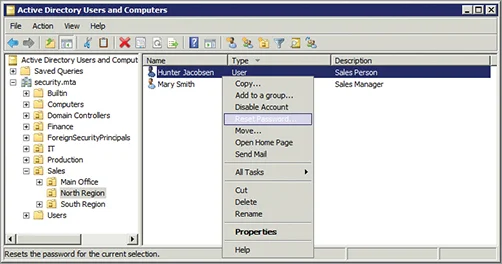 Active Directory Users and Computers
File Action View Help
Active Directory Users and Comput
Saved Queries
security.mta
Builtin
Computers
Domain Controllers
Finance
ForeignSecurityPrincipals
IT
Production
Sales
Main Office
North Region
South Region
Users
Name Type Description
Hunter Jacobsen User Sales Person
Mary Smith Sales Manager
Copy...
Add to a group...
Disable Account
Reset Password...
Move...
Open Home Page
Send Mail
All Tasks
Cut
Delete
Rename
Properties
Help
Resets the password for the current selection.